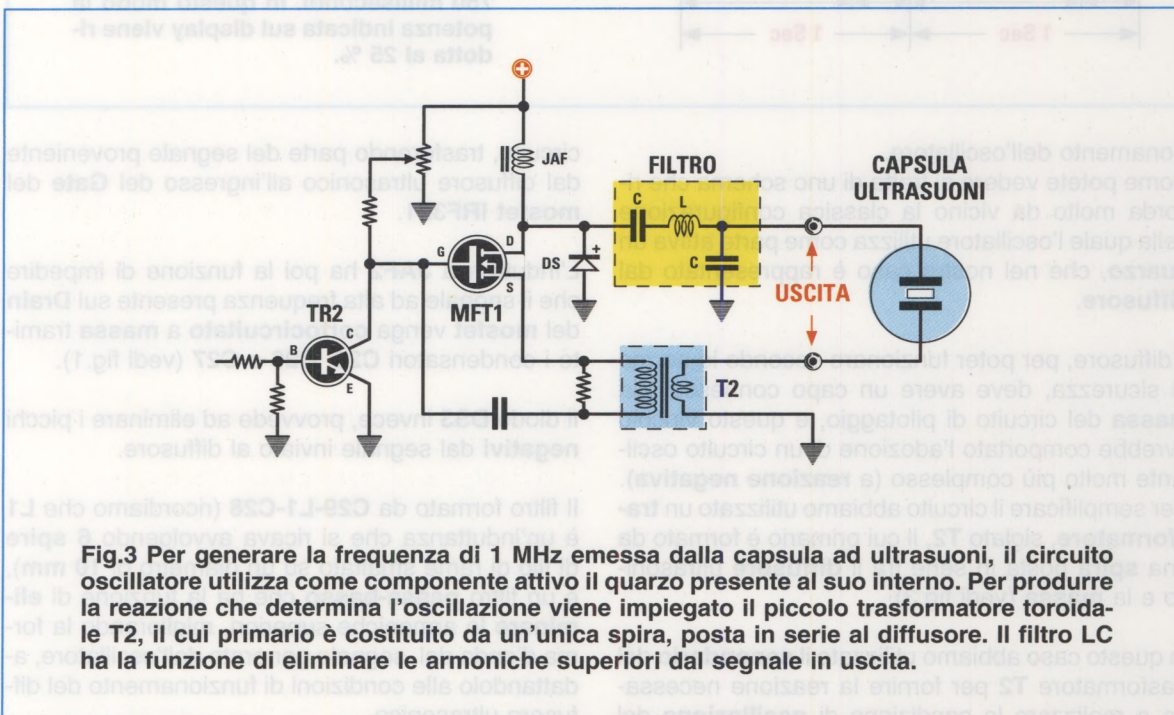 +
JAF
FILTRO
CAPSULA
ULTRASUONI
C
L
G
D
S
DS
+
C
USCITA
TR2
MFT1
C
B
E
T2
Fig.3 Per generare la frequenza di 1 MHz emessa dalla capsula ad ultrasuoni, il circuito
oscillatore utilizza come componente attivo il quarzo presente al suo interno. Per produrre
la reazione che determina l'oscillazione viene impiegato il piccolo trasformatore toroida-
le T2, il cui primario è costituito da un'unica spira, posta in serie al diffusore. Il filtro LC
ha la funzione di eliminare le armoniche superiori dal segnale in uscita.